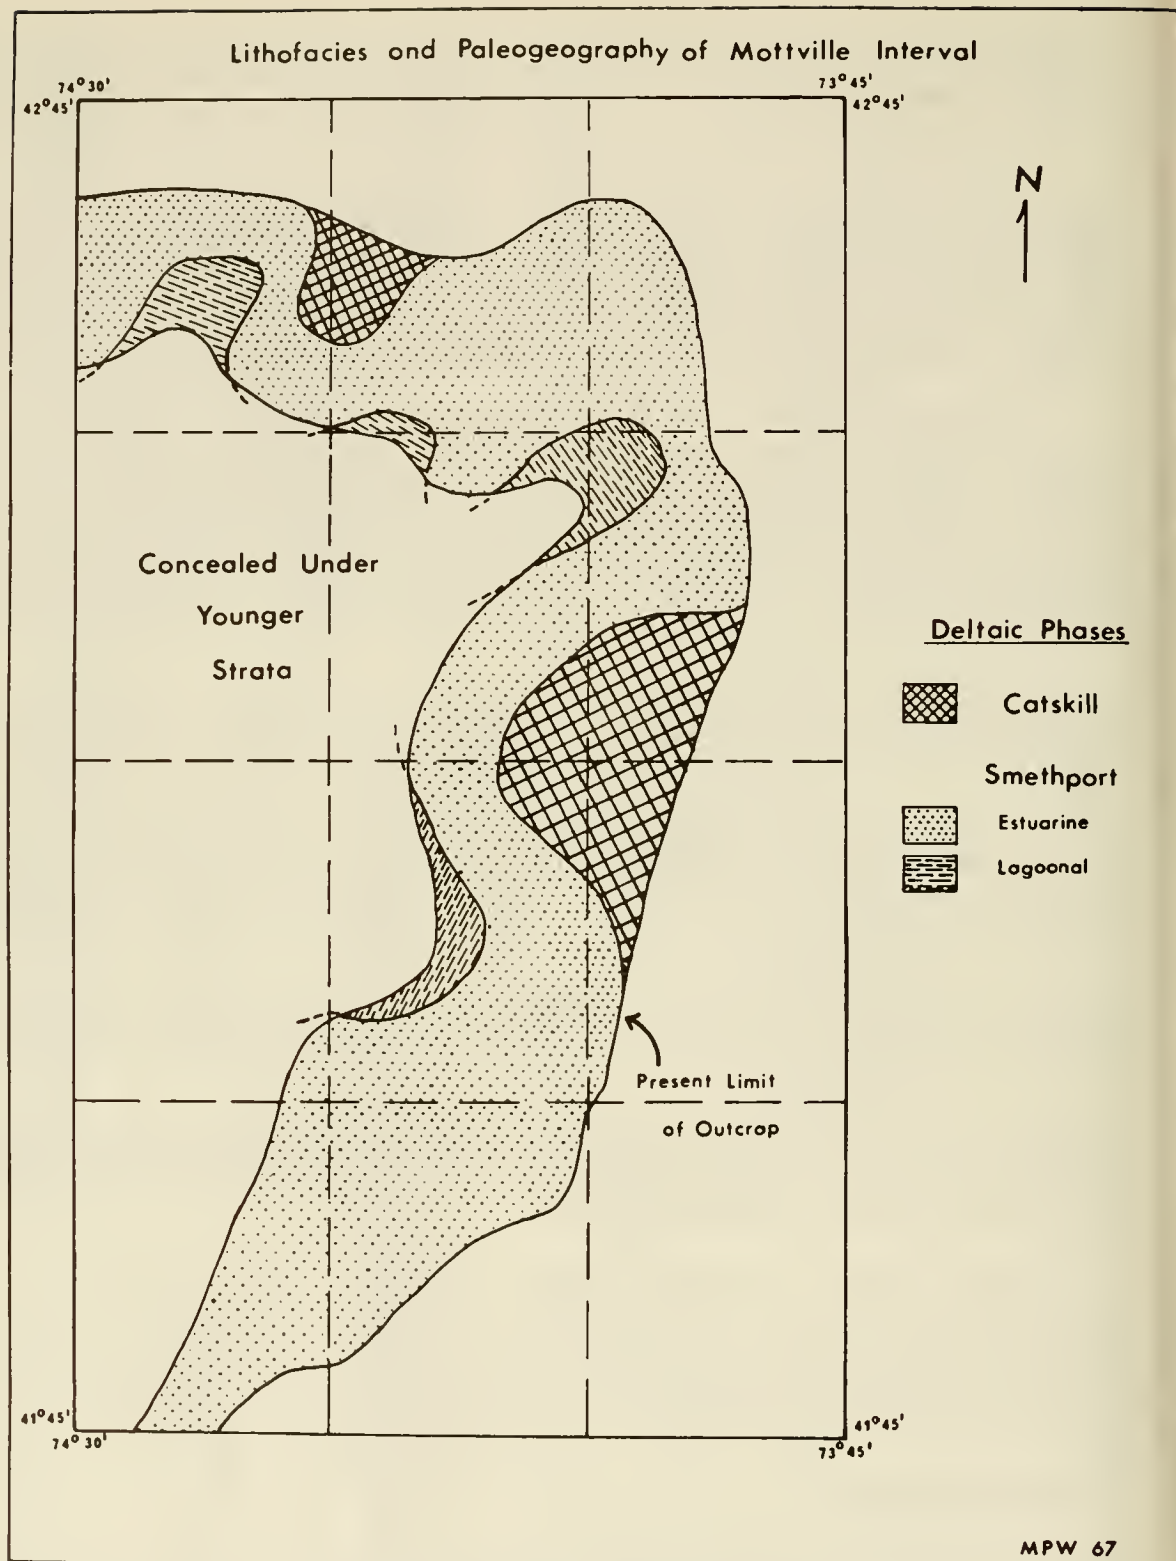 Lithofacies and Paleogeography of Mottville Interval
74°30'
73°45'
42°45'
42°45'
N
Concealed Under
Younger
Strata
Deltaic Phases
Catskill
Smethport
Estuarine
Lagoonal
Present Limit
of Outcrop
41°45'
41°45'
74°30'
73°45'
MPW 67